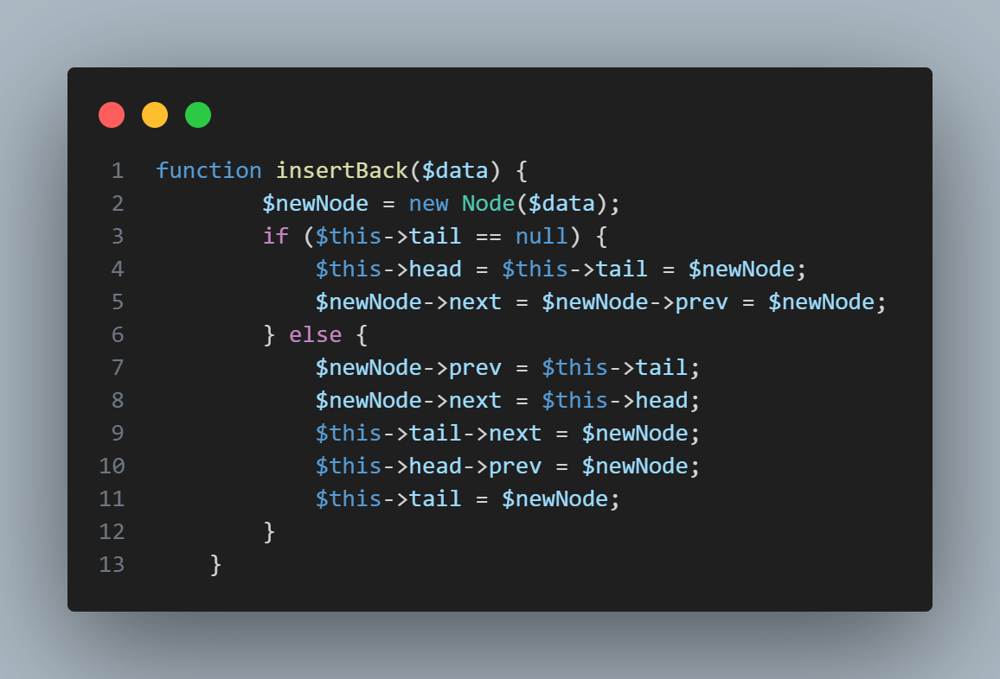 1 function insertBack($data) {
2         $newNode = new Node($data);
3         if ($this->tail == null) {
4             $this->head = $this->tail = $newNode;
5             $newNode->next = $newNode->prev = $newNode;
6         } else {
7             $newNode->prev = $this->tail;
8             $newNode->next = $this->head;
9             $this->tail->next = $newNode;
10             $this->head->prev = $newNode;
11             $this->tail = $newNode;
12         }
13     }